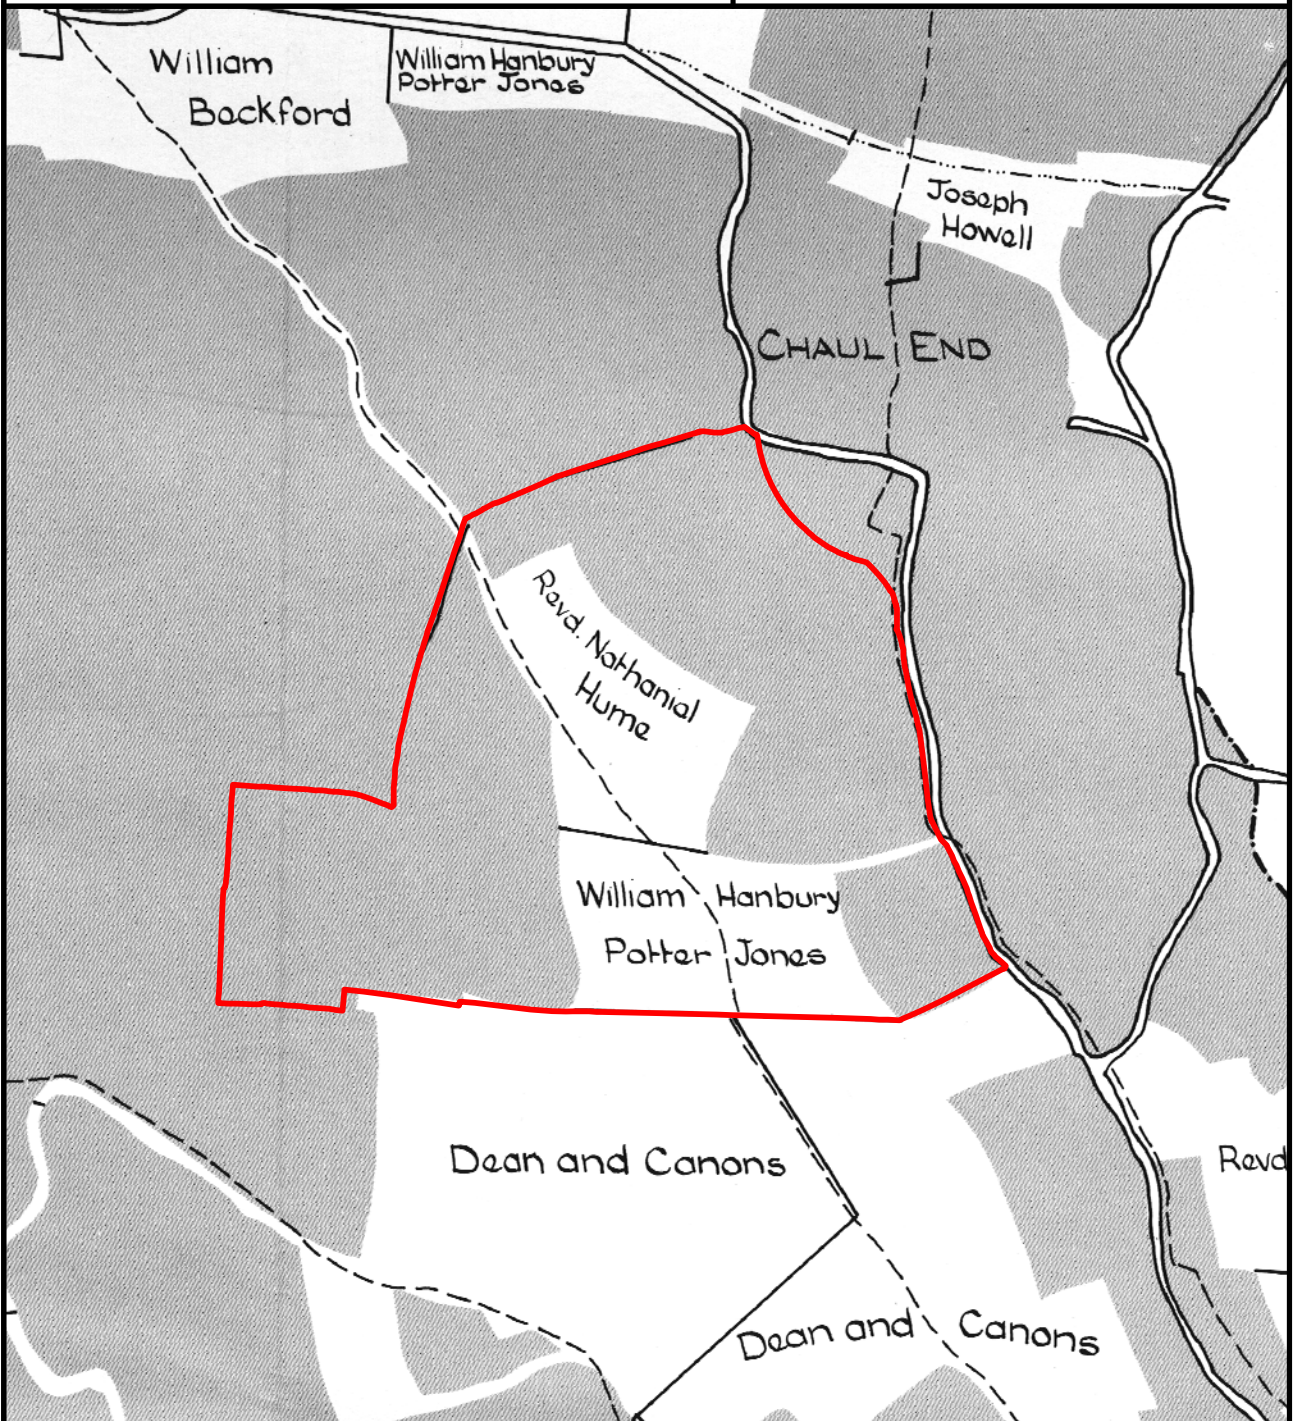 William
Beckford
William Hanbury
Potter Jones
Joseph
Howell
CHAUL END
Revd. Nathanial
Hume
William Hanbury
Potter Jones
Dean and Canons
Revd
Dean and Canons